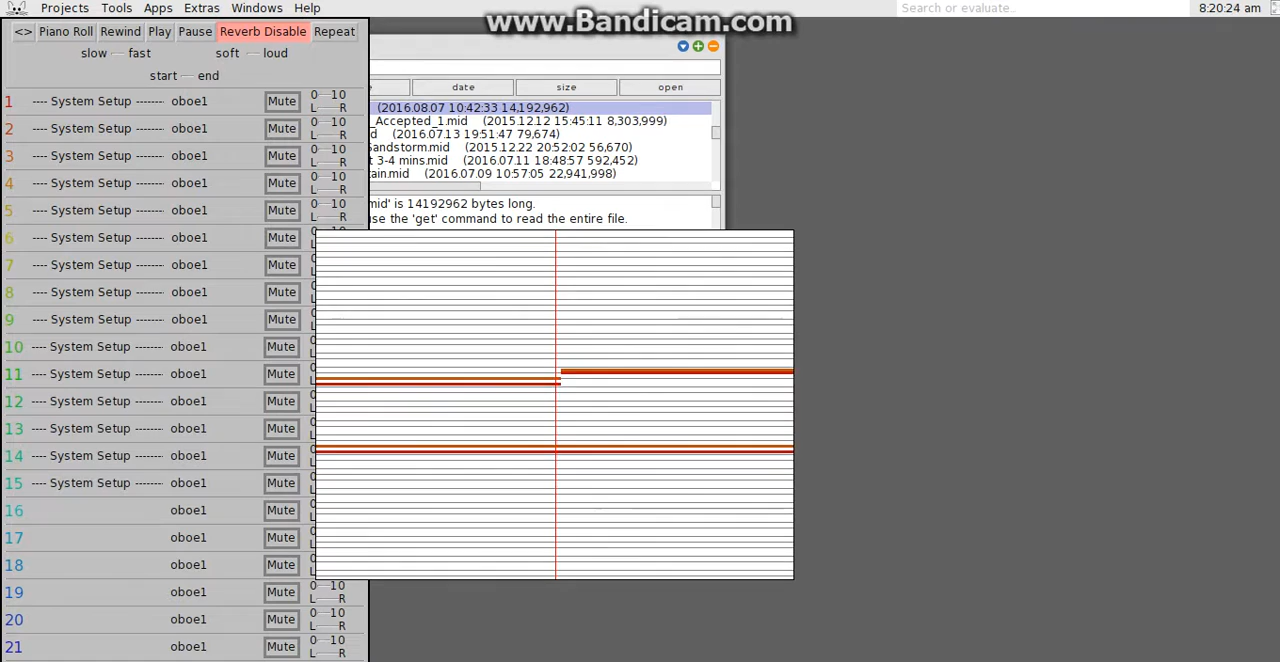 Projects Tools Apps Extras Windows Help
www.Bandicam.com
Search or evaluate..
8:20:24 am
<> Piano Roll Rewind Play Pause Reverb Disable Repeat
slow fast soft loud
start end
1 ---- System Setup ------- oboe1 Mute 0 10 L R
2 ---- System Setup ------- oboe1 Mute 0 10 L R
3 ---- System Setup ------- oboe1 Mute 0 10 L R
4 ---- System Setup ------- oboe1 Mute 0 10 L R
5 ---- System Setup ------- oboe1 Mute 0 10 L R
6 ---- System Setup ------- oboe1 Mute
7 ---- System Setup ------- oboe1 Mute
8 ---- System Setup ------- oboe1 Mute
9 ---- System Setup ------- oboe1 Mute
10 ---- System Setup ------- oboe1 Mute
11 ---- System Setup ------- oboe1 Mute
12 ---- System Setup ------- oboe1 Mute
13 ---- System Setup ------- oboe1 Mute
14 ---- System Setup ------- oboe1 Mute
15 ---- System Setup ------- oboe1 Mute
16 oboe1 Mute
17 oboe1 Mute
18 oboe1 Mute
19 oboe1 Mute 0 10 L R
20 oboe1 Mute 0 10 L R
21 oboe1 Mute 0 10 L R
date size open
(2016.08.07 10:42:33 14,192,962)
_Accepted_1.mid (2015.12.12 15:45:11 8,303,999)
d (2016.07.13 19:51:47 79,674)
Sandstorm.mid (2015.12.22 20:52:02 56,670)
t 3-4 mins.mid (2016.07.11 18:48:57 592,452)
tain.mid (2016.07.09 10:57:05 22,941,998)
mid' is 14192962 bytes long.
use the 'get' command to read the entire file.